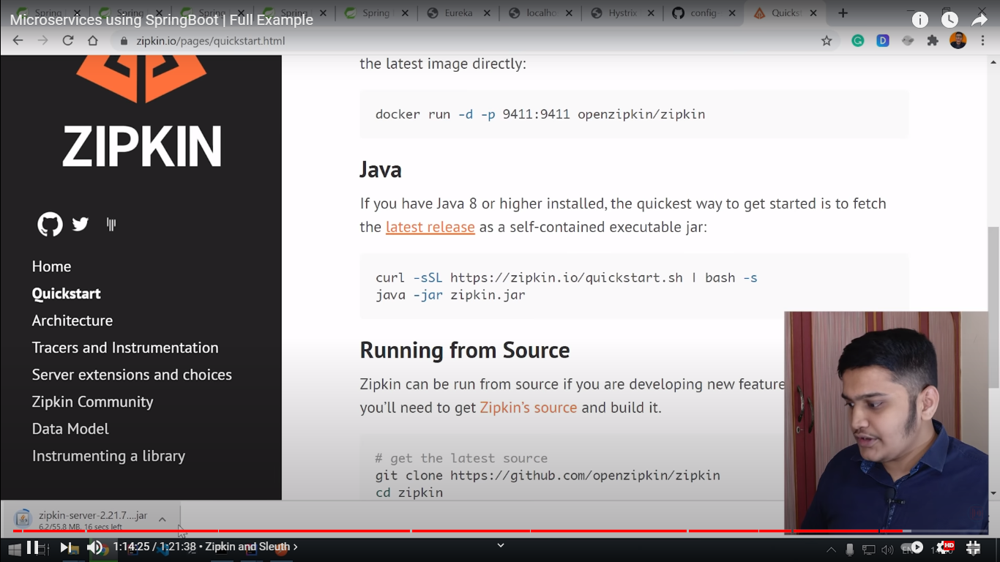 Spring
Spring
Spring
Spring
Spring
Eureka
localho
Hystrix
config-
Quickst
Microservices using SpringBoot | Full Example
zipkin.io/pages/quickstart.html
ZIPKIN
Home
Quickstart
Architecture
Tracers and Instrumentation
Server extensions and choices
Zipkin Community
Data Model
Instrumenting a library
the latest image directly:
docker run -d -p 9411:9411 openzipkin/zipkin
Java
If you have Java 8 or higher installed, the quickest way to get started is to fetch
the latest release as a self-contained executable jar:
curl -sSL https://zipkin.io/quickstart.sh | bash -s
java -jar zipkin.jar
Running from Source
Zipkin can be run from source if you are developing new feature
you'll need to get Zipkin's source and build it.
# get the latest source
git clone https://github.com/openzipkin/zipkin
cd zipkin
zipkin-server-2.21.7....jar
6.2/55.8 MB, 16 secs left
1:14:25 / 1:21:38 • Zipkin and Sleuth ›
HD